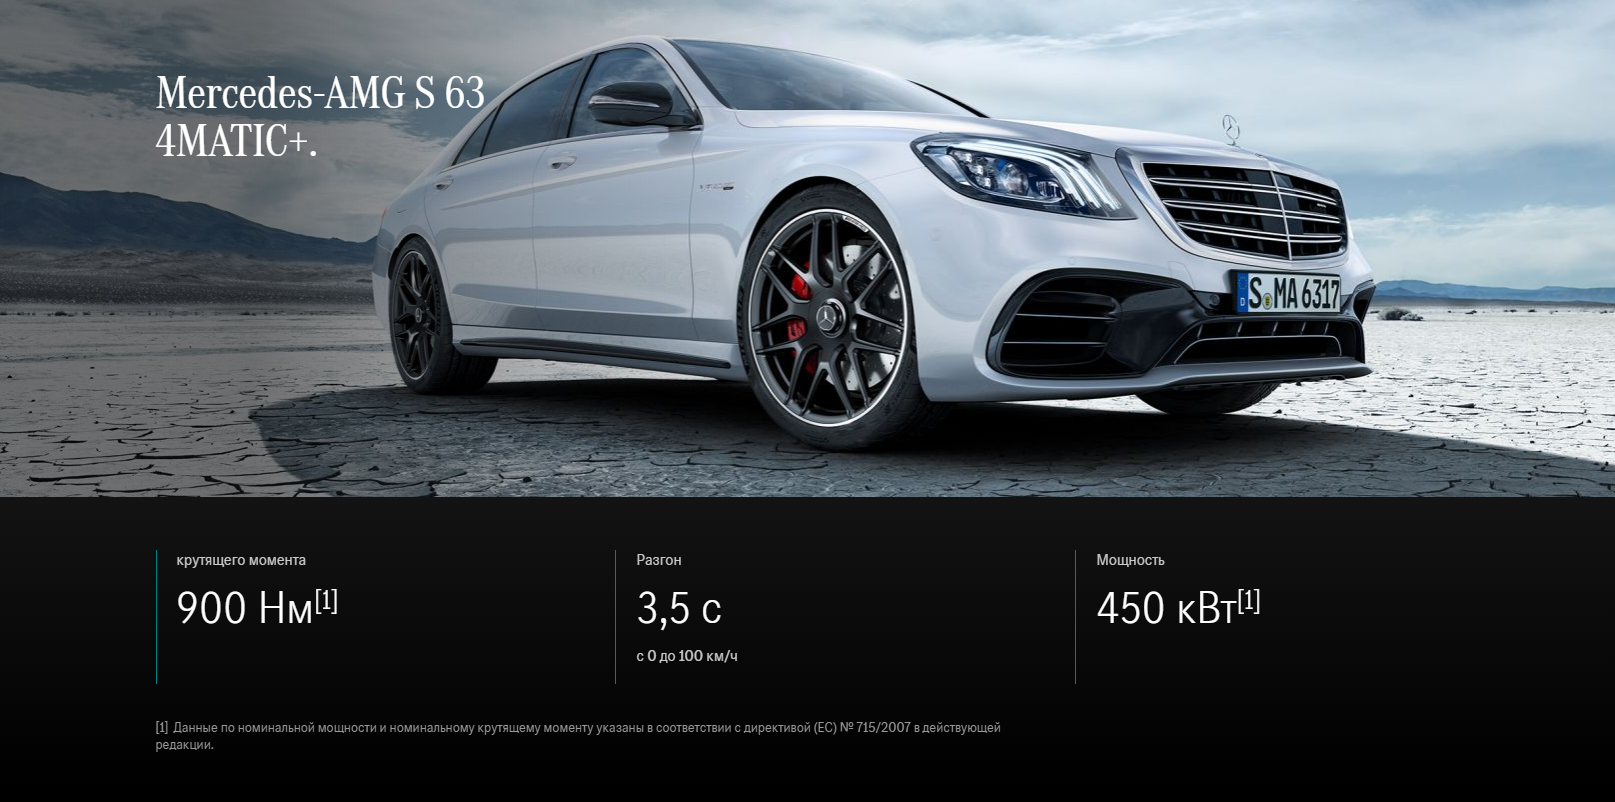 Mercedes-AMG S 63
4MATIC+.
S MA 6317
D
крутящего момента
900 Нм[1]
Разгон
3,5 с
с 0 до 100 км/ч
Мощность
450 кВт[1]
[1] Данные по номинальной мощности и номинальному крутящему моменту указаны в соответствии с директивой (EC) № 715/2007 в действующей
редакции.